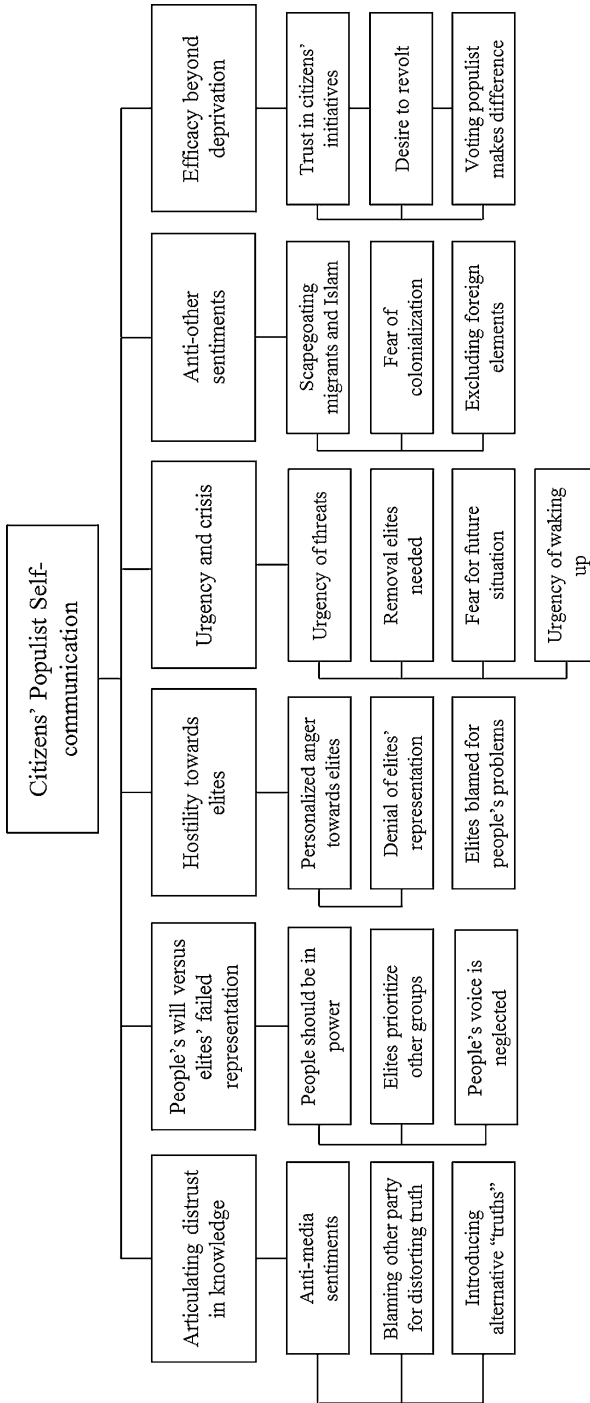 Citizens’ Populist Self-
communication
Articulating distrust
in knowledge
Anti-media
sentiments
Blaming other party
for distorting truth
Introducing
alternative “truths”
People’s will versus
elites’ failed
representation
People should be in
power
Elites prioritize
other groups
People’s voice is
neglected
Hostility towards
elites
Personalized anger
towards elites
Denial of elites’
representation
Elites blamed for
people’s problems
Urgency and crisis
Urgency of threats
Removal elites
needed
Fear for future
situation
Urgency of waking
up
Anti-other
sentiments
Scapegoating
migrants and Islam
Fear of
colonialization
Excluding foreign
elements
Efficacy beyond
deprivation
Trust in citizens’
initiatives
Desire to revolt
Voting populist
makes difference